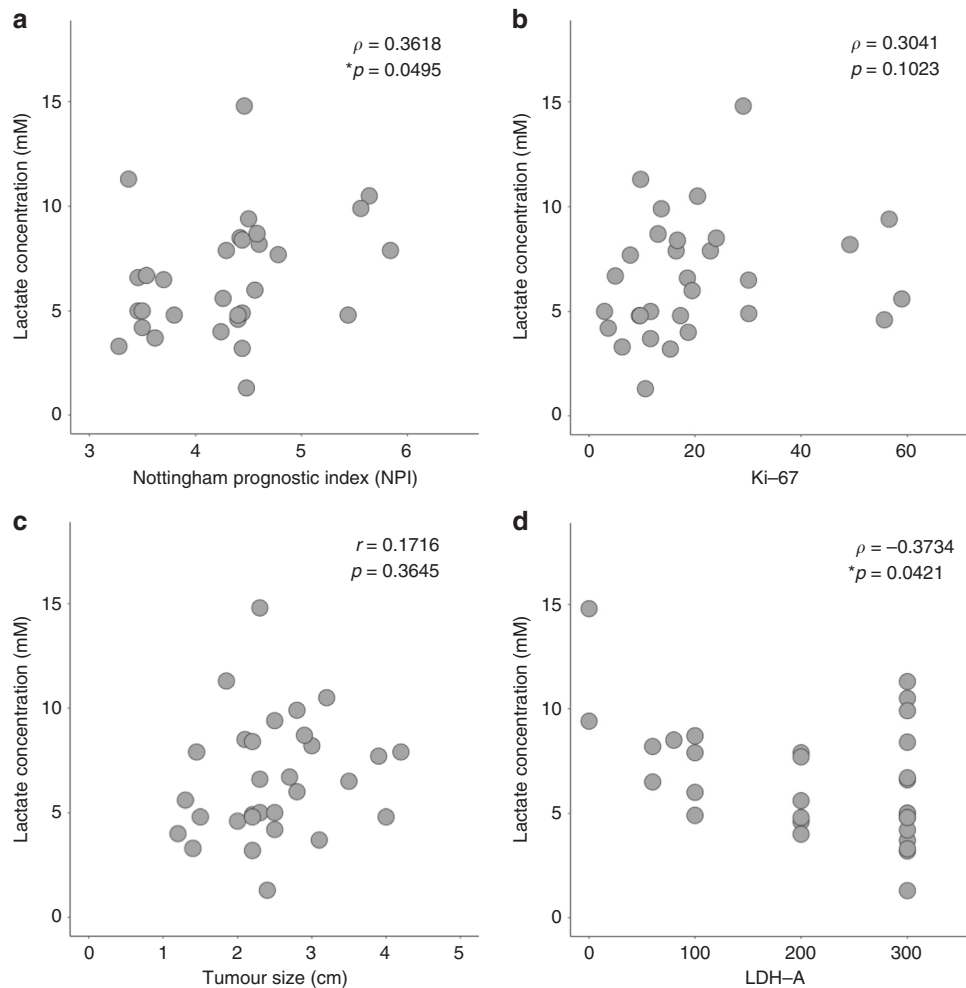 a
ρ = 0.3618
*p = 0.0495
Lactate concentration (mM)
15
10
5
0
3 4 5 6
Nottingham prognostic index (NPI)
b
ρ = 0.3041
p = 0.1023
Lactate concentration (mM)
15
10
5
0
0 20 40 60
Ki–67
c
r = 0.1716
p = 0.3645
Lactate concentration (mM)
15
10
5
0
0 1 2 3 4 5
Tumour size (cm)
d
ρ = –0.3734
*p = 0.0421
Lactate concentration (mM)
15
10
5
0
0 100 200 300
LDH–A